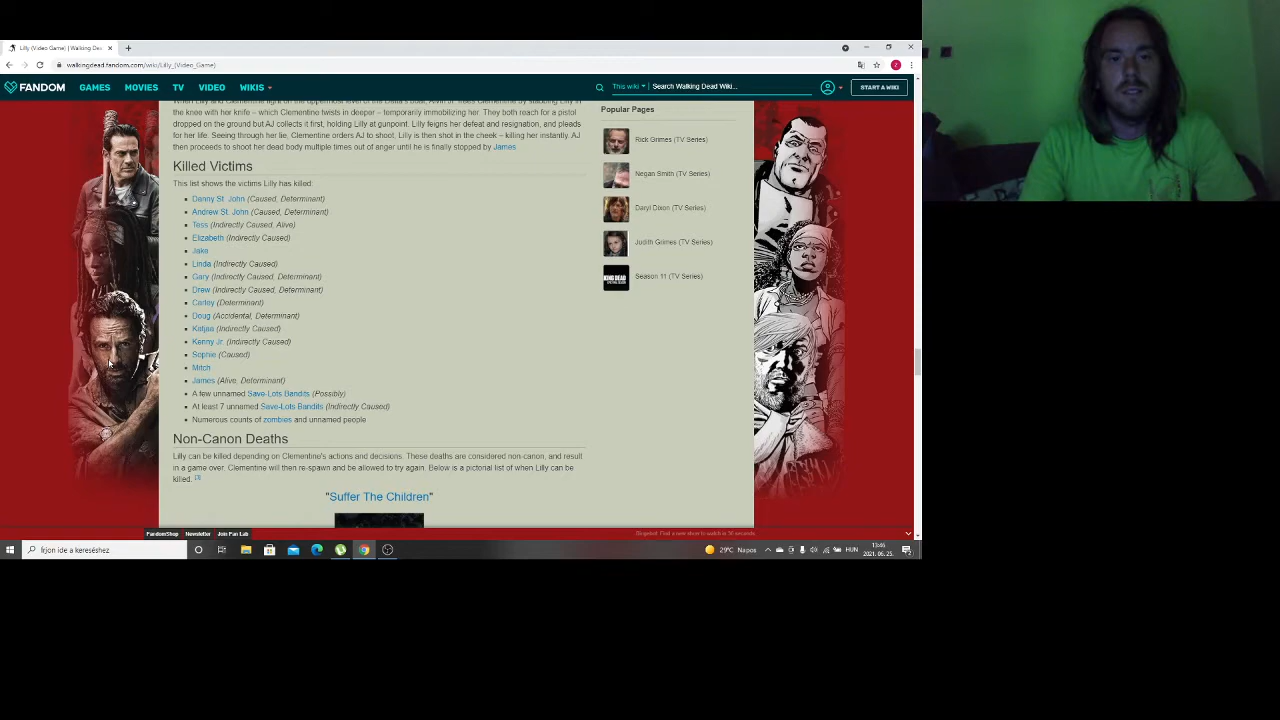 Lilly (Video Game) | Walking Dea
walkingdead.fandom.com/wiki/Lilly_(Video_Game)
FANDOM GAMES MOVIES TV VIDEO WIKIS This wiki Search Walking Dead Wiki... START A WIKI
the knee with her knife – which Clementine twists in deeper – temporarily immobilizing her. They both reach for a pistol
dropped on the ground but AJ collects it first, holding Lilly at gunpoint. Lilly feigns her defeat and resignation, and pleads
for her life. Seeing through her lie, Clementine orders AJ to shoot, Lilly is then shot in the cheek – killing her instantly. AJ
then proceeds to shoot her dead body multiple times out of anger until he is finally stopped by James.
Killed Victims
This list shows the victims Lilly has killed:
Danny St. John (Caused, Determinant)
Andrew St. John (Caused, Determinant)
Tess (Indirectly Caused, Alive)
Elizabeth (Indirectly Caused)
Jake
Linda (Indirectly Caused)
Gary (Indirectly Caused, Determinant)
Drew (Indirectly Caused, Determinant)
Carley (Determinant)
Doug (Accidental, Determinant)
Katjaa (Indirectly Caused)
Kenny Jr. (Indirectly Caused)
Sophie (Caused)
Mitch
James (Alive, Determinant)
A few unnamed Save-Lots Bandits (Possibly)
At least 7 unnamed Save-Lots Bandits (Indirectly Caused)
Numerous counts of zombies and unnamed people
Non-Canon Deaths
Lilly can be killed depending on Clementine's actions and decisions. These deaths are considered non-canon, and result
in a game over. Clementine will then re-spawn and be allowed to try again. Below is a pictorial list of when Lilly can be
killed.
"Suffer The Children"
Popular Pages
Rick Grimes (TV Series)
Negan Smith (TV Series)
Daryl Dixon (TV Series)
Judith Grimes (TV Series)
Season 11 (TV Series)
FandomShop Newsletter Join Fan Lab
Írjon ide a kereséshez
29°C Napos HUN 13:46
2021. 06. 25.